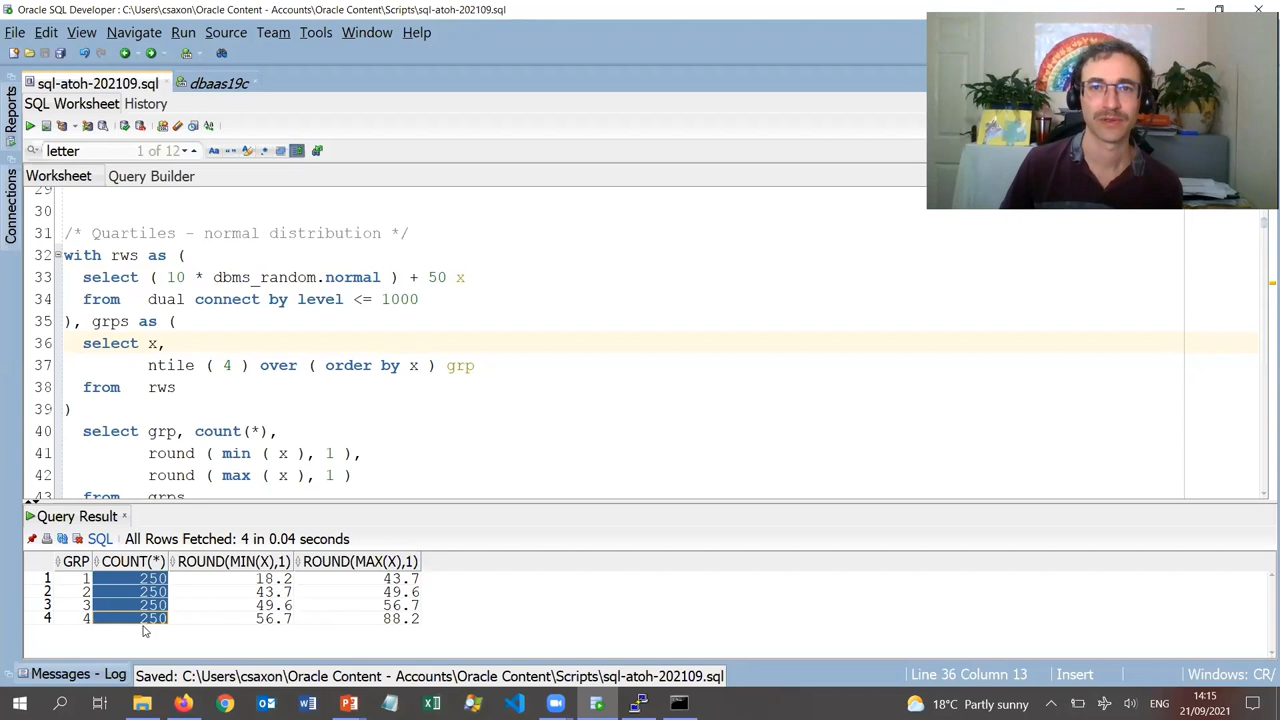 Oracle SQL Developer : C:\Users\csaxon\Oracle Content - Accounts\Oracle Content\Scripts\sql-atoh-202109.sql
File Edit View Navigate Run Source Team Tools Window Help
sql-atoh-202109.sql dbaas19c
SQL Worksheet History
letter 1 of 12
Worksheet Query Builder
Reports
Connections
29
30
31 /* Quartiles - normal distribution */
32 with rws as (
33 select ( 10 * dbms_random.normal ) + 50 x
34 from dual connect by level <= 1000
35 ), grps as (
36 select x,
37 ntile ( 4 ) over ( order by x ) grp
38 from rws
39 )
40 select grp, count(*),
41 round ( min ( x ), 1 ),
42 round ( max ( x ), 1 )
43 from grps
Query Result
SQL All Rows Fetched: 4 in 0.04 seconds
GRP COUNT(*) ROUND(MIN(X),1) ROUND(MAX(X),1)
1 1 250 18.2 43.7
2 2 250 43.7 49.6
3 3 250 49.6 56.7
4 4 250 56.7 88.2
Messages - Log Saved: C:\Users\csaxon\Oracle Content - Accounts\Oracle Content\Scripts\sql-atoh-202109.sql Line 36 Column 13 Insert Windows: CR/
18°C Partly sunny ENG 14:15
21/09/2021